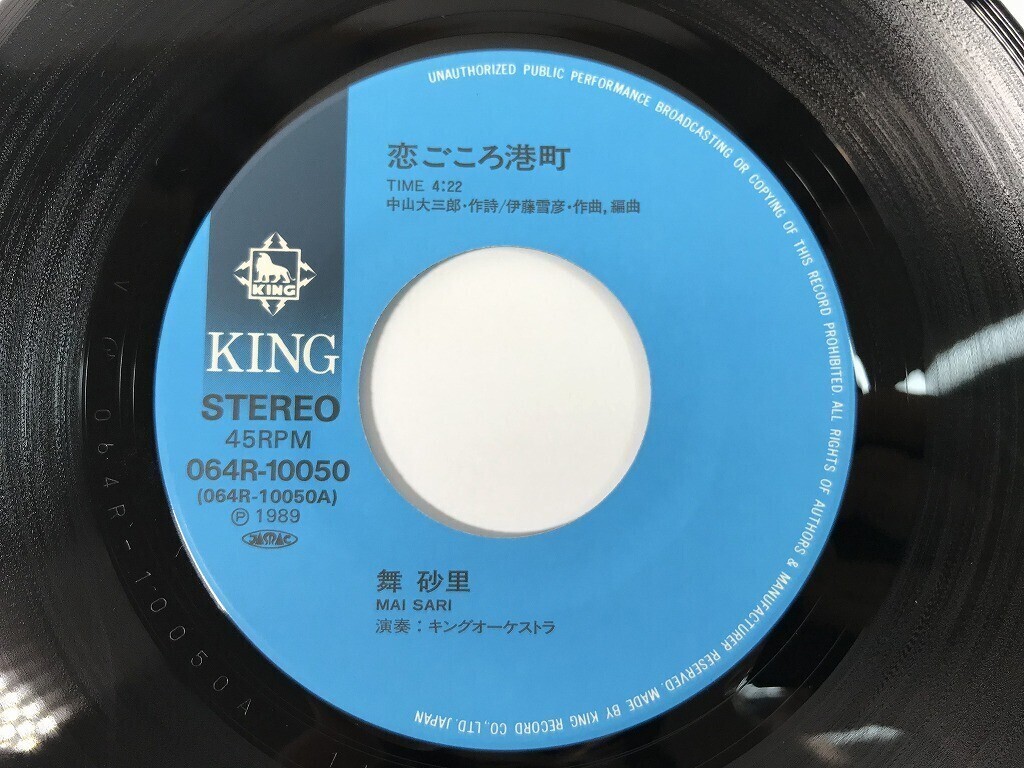 UNAUTHORIZED PUBLIC PERFORMANCE BROADCASTING OR COPYING OF THIS RECORD PROHIBITED. ALL RIGHTS OF AUTHORS & MANUFACTURER RESERVED. MADE BY KING RECORD CO.,LTD. JAPAN
恋ごころ港町
TIME 4:22
中山大三郎・作詩/伊藤雪彦・作曲,編曲
KING
KING
STEREO
45RPM
064R-10050
(064R-10050A)
Ⓟ 1989
JASRAC
舞 砂里
MAI SARI
演奏：キングオーケストラ
064R-10050A